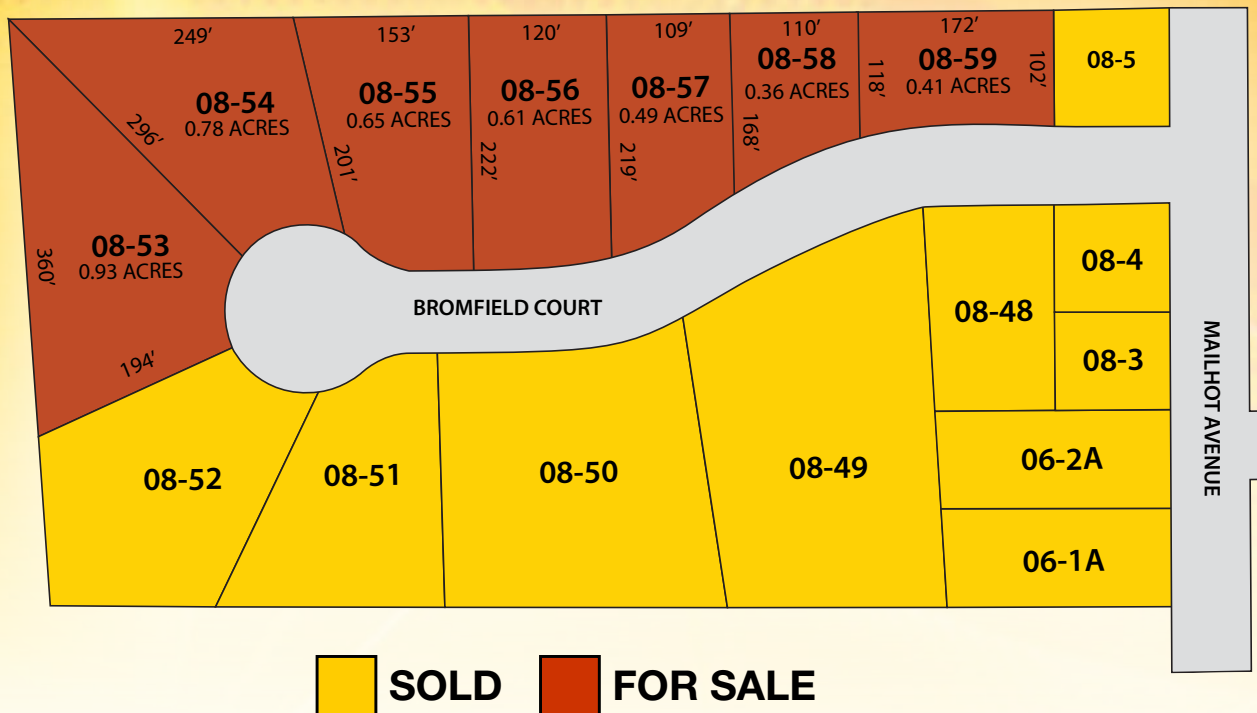 249’
153’
120’
109’
110’
172’
08-54
0.78 ACRES
08-55
0.65 ACRES
08-56
0.61 ACRES
08-57
0.49 ACRES
08-58
0.36 ACRES
08-59
0.41 ACRES
08-5
118’
102’
296’
201’
222’
219’
168’
08-53
0.93 ACRES
360’
194’
BROMFIELD COURT
08-48
08-4
08-3
MAILHOT AVENUE
08-52
08-51
08-50
08-49
06-2A
06-1A
SOLD
FOR SALE